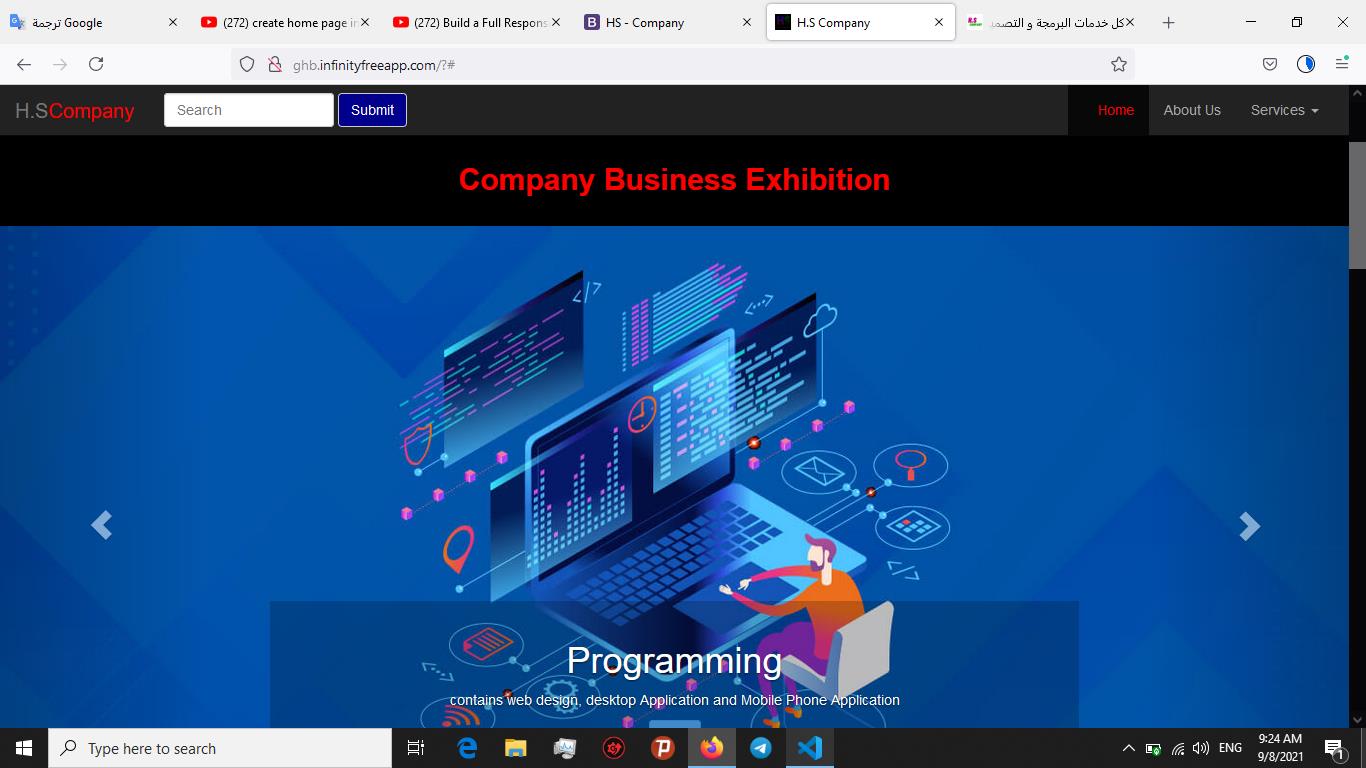 ترجمة Google
(272) create home page in
(272) Build a Full Respons
HS - Company
H.S Company
كل خدمات البرمجة و التصمد
ghb.infinityfreeapp.com/?#
H.SCompany
Search
Submit
Home
About Us
Services
Company Business Exhibition
Programming
contains web design, desktop Application and Mobile Phone Application
Type here to search
ENG
9:24 AM
9/8/2021
1